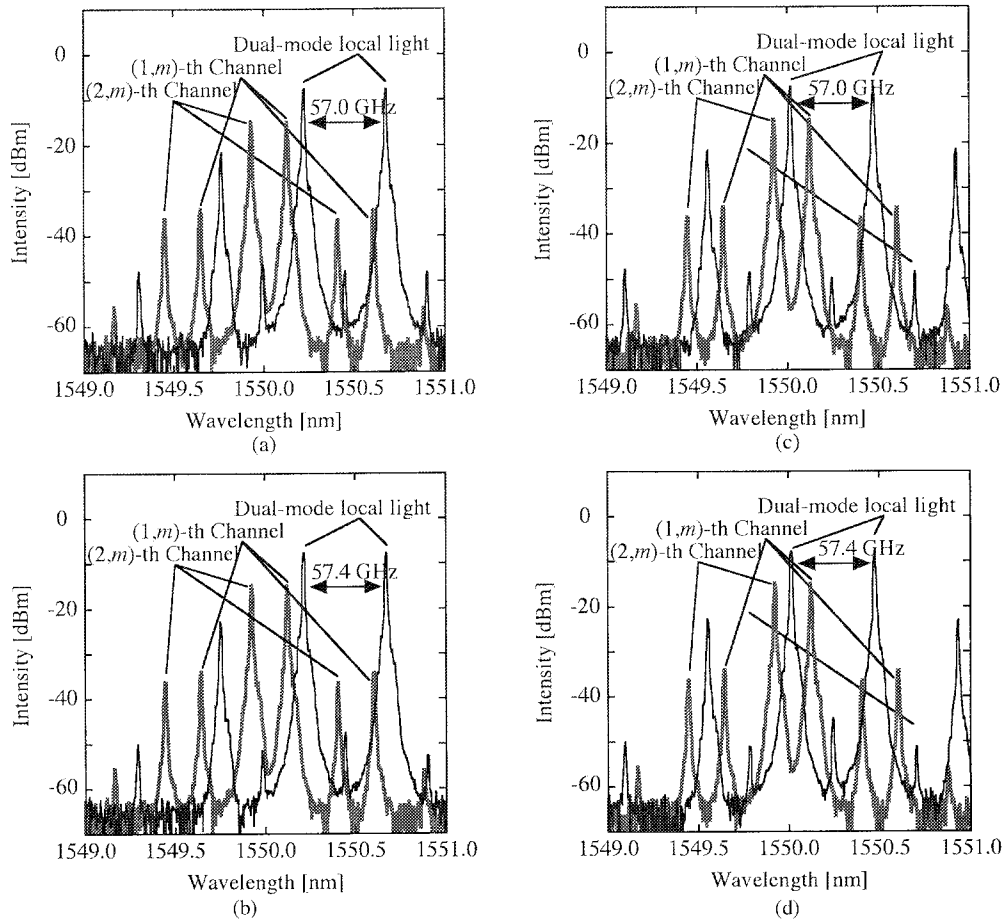 0
-20
-40
-60
Intensity [dBm]
Dual-mode local light
(1,m)-th Channel
(2,m)-th Channel
57.0 GHz
1549.0 1549.5 1550.0 1550.5 1551.0
Wavelength [nm]
(a)
0
-20
-40
-60
Intensity [dBm]
Dual-mode local light
(1,m)-th Channel
(2,m)-th Channel
57.0 GHz
1549.0 1549.5 1550.0 1550.5 1551.0
Wavelength [nm]
(c)
0
-20
-40
-60
Intensity [dBm]
Dual-mode local light
(1,m)-th Channel
(2,m)-th Channel
57.4 GHz
1549.0 1549.5 1550.0 1550.5 1551.0
Wavelength [nm]
(b)
0
-20
-40
-60
Intensity [dBm]
Dual-mode local light
(1,m)-th Channel
(2,m)-th Channel
57.4 GHz
1549.0 1549.5 1550.0 1550.5 1551.0
Wavelength [nm]
(d)